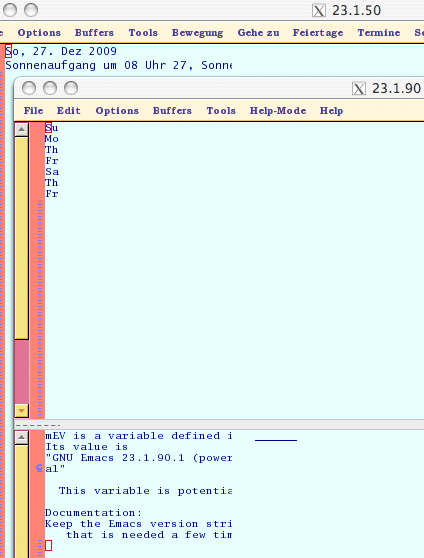 23.1.50
Options Buffers Tools Bewegung Gehe zu Feiertage Termine
So, 27. Dez 2009
Sonnenaufgang um 08 Uhr 27, Sonne
23.1.90
File Edit Options Buffers Tools Help-Mode Help
Su
Mo
Th
Fr
Sa
Th
Fr
mEV is a variable defined i
Its value is
"GNU Emacs 23.1.90.1 (power
al"
This variable is potentia
Documentation:
Keep the Emacs version stri
that is needed a few tim